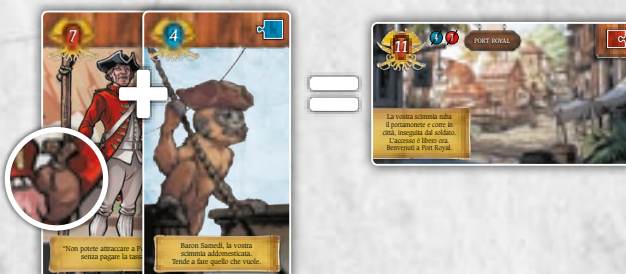 7
4
"Non potete attraccare a P
senza pagare la tass
Baron Samedi, la vostra
scimmia addomesticata.
Tende a fare quello che vuole.
11
4 7
PORT ROYAL
La vostra scimmia ruba
il portamonete e corre in
città, inseguita dal soldato.
L'accesso è libero ora.
Benvenuti a Port Royal.